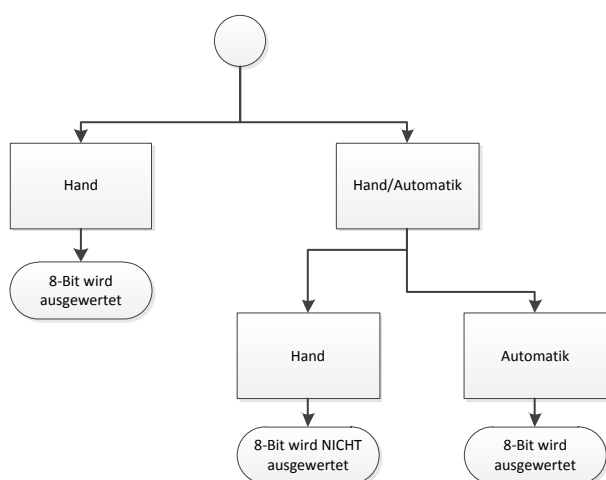 Hand
Hand/Automatik
8-Bit wird
ausgewertet
Hand
Automatik
8-Bit wird NICHT
ausgewertet
8-Bit wird
ausgewertet